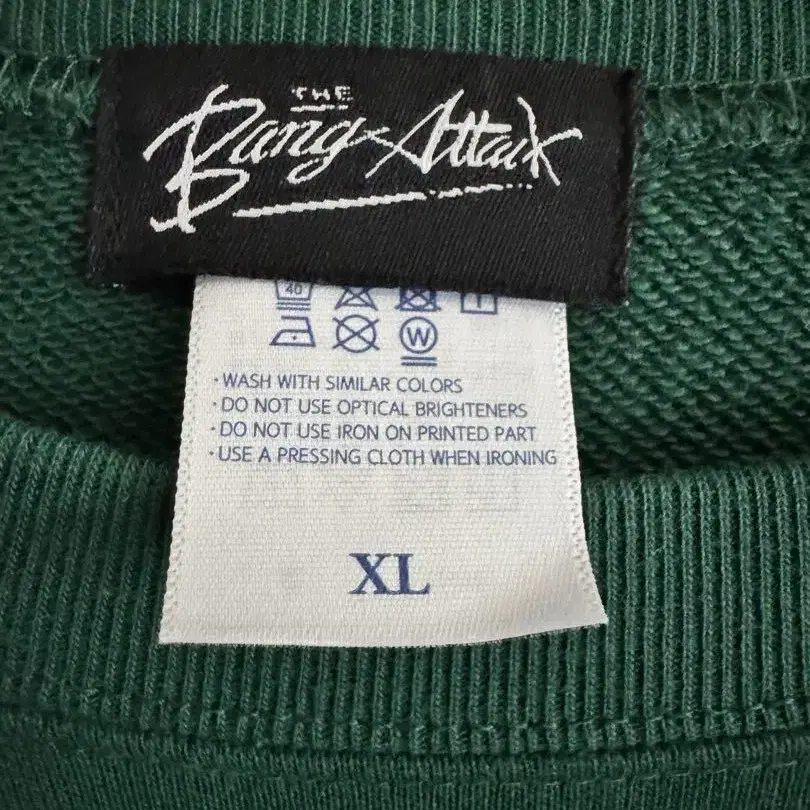 THE
Bang Attack
40
W
· WASH WITH SIMILAR COLORS
· DO NOT USE OPTICAL BRIGHTENERS
· DO NOT USE IRON ON PRINTED PART
· USE A PRESSING CLOTH WHEN IRONING
XL